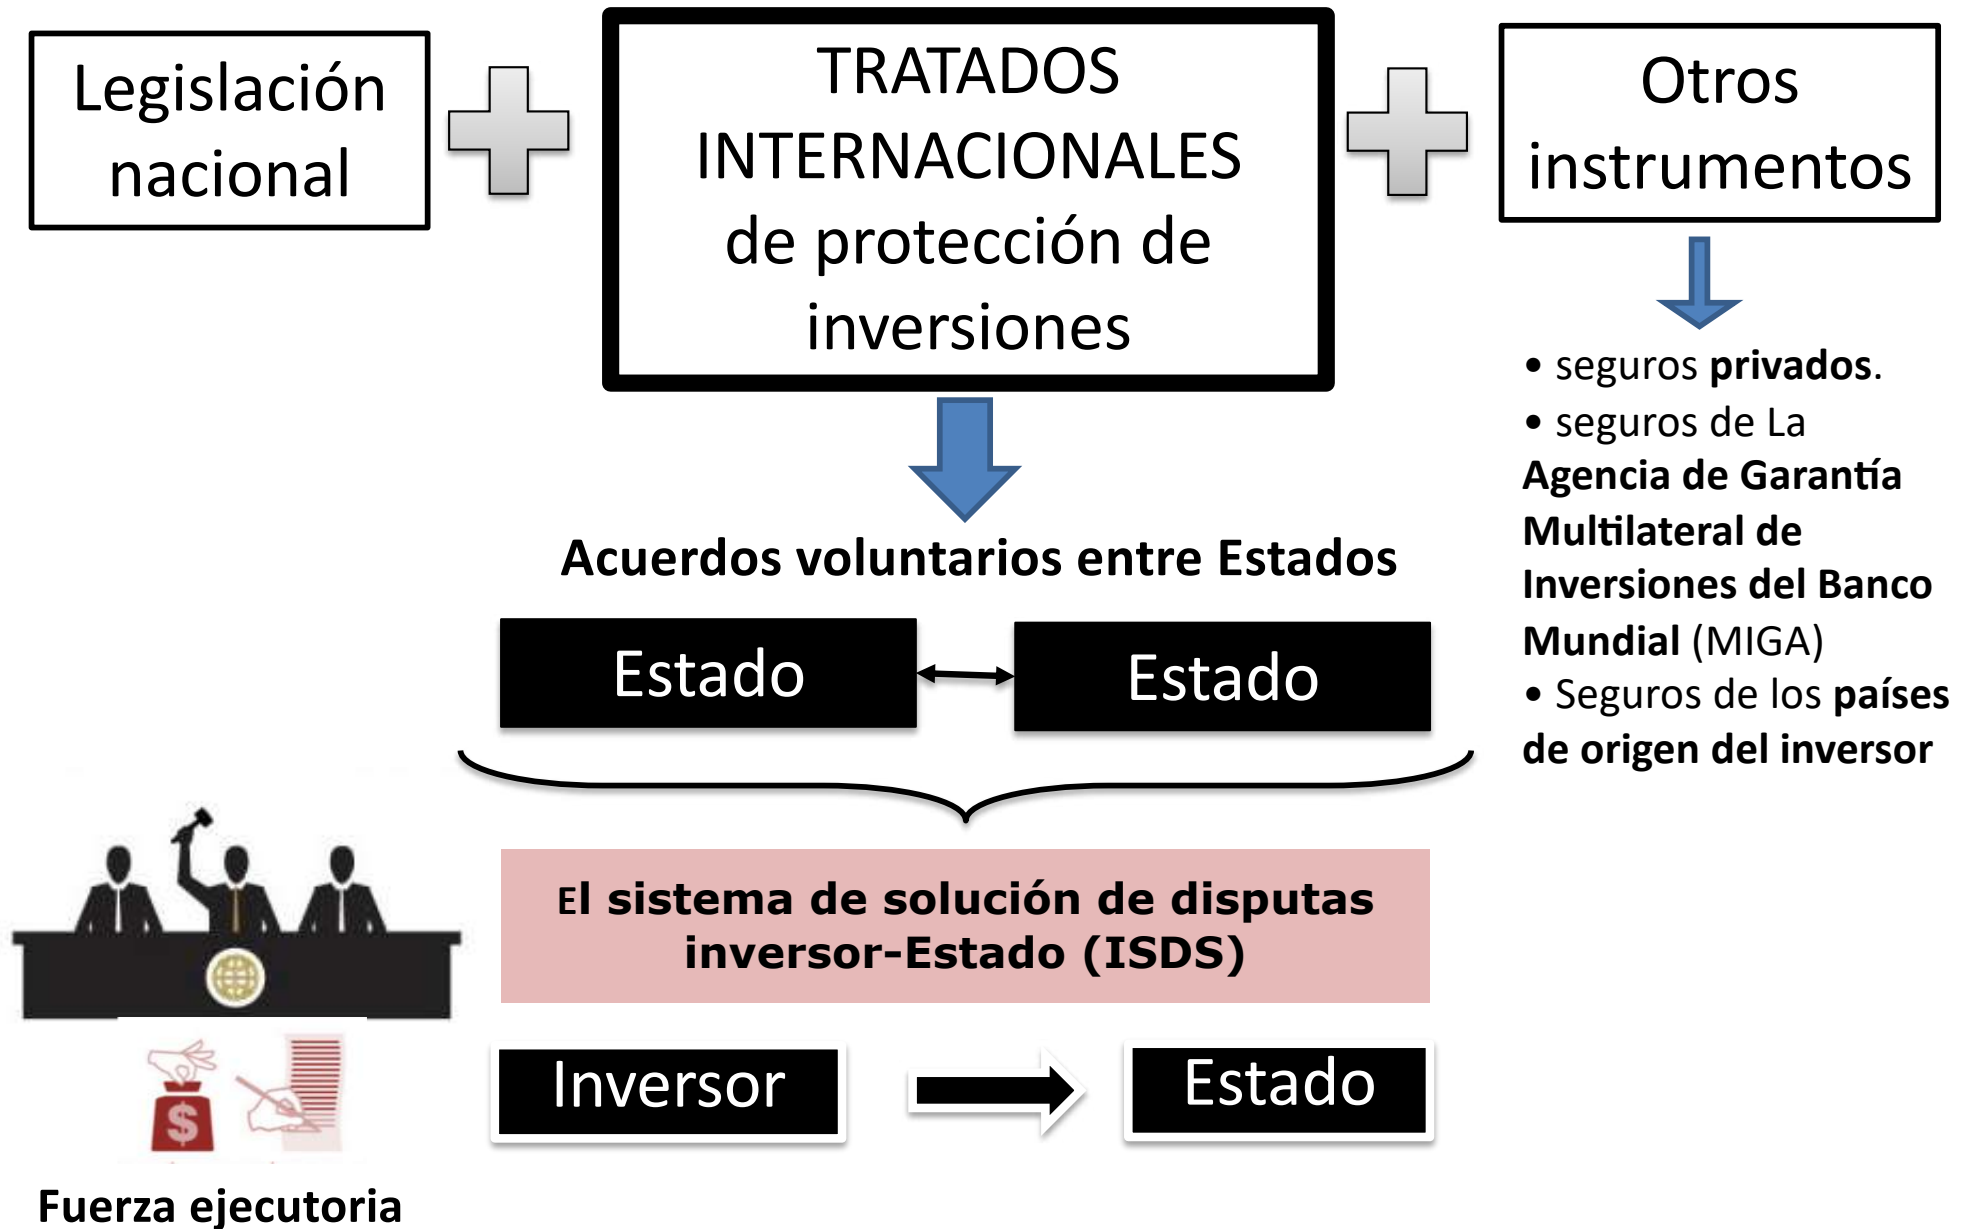 Legislación
nacional
TRATADOS
INTERNACIONALES
de protección de
inversiones
Otros
instrumentos
• seguros privados.
• seguros de La
Agencia de Garantía
Multilateral de
Inversiones del Banco
Mundial (MIGA)
• Seguros de los países
de origen del inversor
Acuerdos voluntarios entre Estados
Estado
Estado
El sistema de solución de disputas
inversor-Estado (ISDS)
Inversor
Estado
$
Fuerza ejecutoria